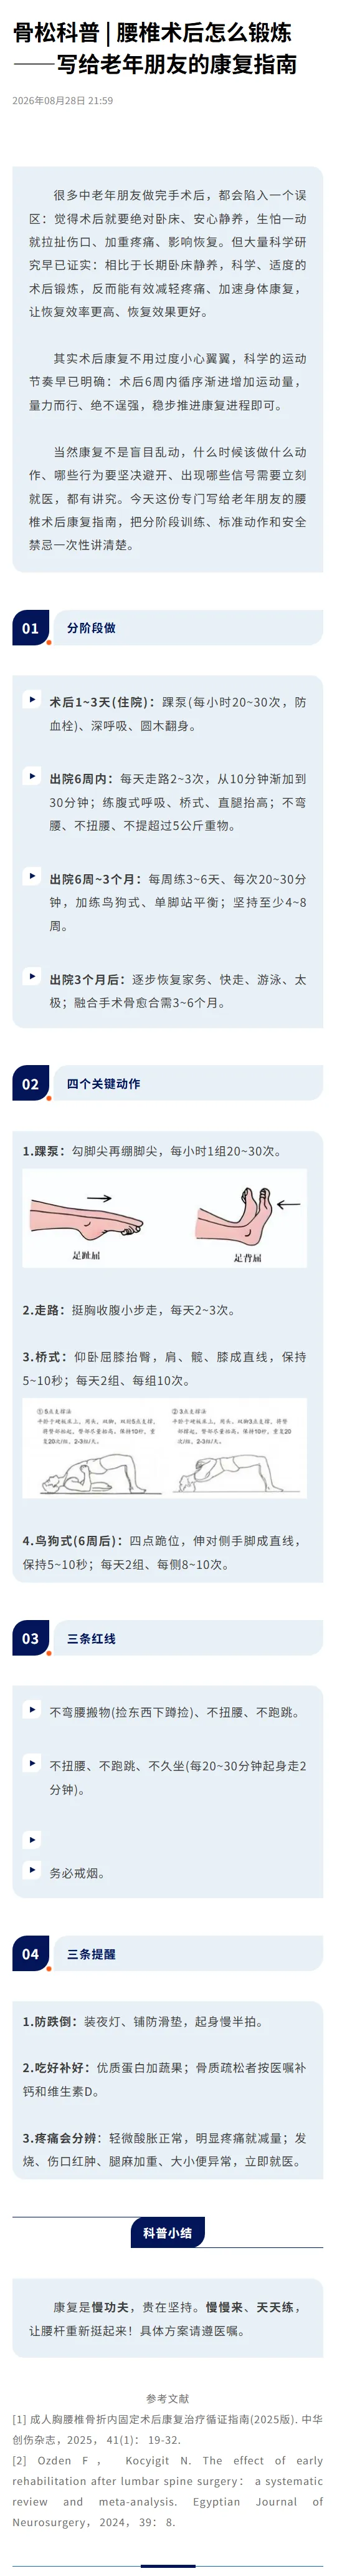 骨松科普 | 腰椎术后怎么锻炼
——写给老年朋友的康复指南
2026年08月28日 21:59
很多中老年朋友做完手术后，都会陷入一个误
区：觉得术后就要绝对卧床、安心静养，生怕一动
就拉扯伤口、加重疼痛、影响恢复。但大量科学研
究早已证实：相比于长期卧床静养，科学、适度的
术后锻炼，反而能有效减轻疼痛、加速身体康复，
让恢复效率更高、恢复效果更好。
其实术后康复不用过度小心翼翼，科学的运动
节奏早已明确：术后6周内循序渐进增加运动量，
量力而行、绝不逞强，稳步推进康复进程即可。
当然康复不是盲目乱动，什么时候该做什么动
作、哪些行为要坚决避开、出现哪些信号需要立刻
就医，都有讲究。今天这份专门写给老年朋友的腰
椎术后康复指南，把分阶段训练、标准动作和安全
禁忌一次性讲清楚。
01 分阶段做
术后1~3天(住院)：踝泵(每小时20~30次，防
血栓)、深呼吸、圆木翻身。
出院6周内：每天走路2~3次，从10分钟渐加到
30分钟；练腹式呼吸、桥式、直腿抬高；不弯
腰、不扭腰、不提超过5公斤重物。
出院6周~3个月：每周练3~6天、每次20~30分
钟，加练鸟狗式、单脚站平衡；坚持至少4~8
周。
出院3个月后：逐步恢复家务、快走、游泳、太
极；融合手术骨愈合需3~6个月。
02 四个关键动作
1.踝泵：勾脚尖再绷脚尖，每小时1组20~30次。
足跖屈
足背屈
2.走路：挺胸收腹小步走，每天2~3次。
3.桥式：仰卧屈膝抬臀，肩、髋、膝成直线，保持
5~10秒；每天2组、每组10次。
①5点支撑法
②3点支撑法
4.鸟狗式(6周后)：四点跪位，伸对侧手脚成直线，
保持5~10秒；每天2组、每侧8~10次。
03 三条红线
不弯腰搬物(捡东西下蹲捡)、不扭腰、不跑跳。
不扭腰、不跑跳、不久坐(每20~30分钟起身走2
分钟)。
务必戒烟。
04 三条提醒
1.防跌倒：装夜灯、铺防滑垫，起身慢半拍。
2.吃好补好：优质蛋白加蔬果；骨质疏松者按医嘱补
钙和维生素D。
3.疼痛会分辨：轻微酸胀正常，明显疼痛就减量；发
烧、伤口红肿、腿麻加重、大小便异常，立即就医。
科普小结
康复是慢功夫，贵在坚持。慢慢来、天天练，
让腰杆重新挺起来！具体方案请遵医嘱。
参考文献
[1] 成人胸腰椎骨折内固定术后康复治疗循证指南(2025版). 中华
创伤杂志，2025， 41(1)： 19-32.
[2] Ozden F， Kocyigit N. The effect of early
rehabilitation after lumbar spine surgery： a systematic
review and meta-analysis. Egyptian Journal of
Neurosurgery， 2024， 39： 8.